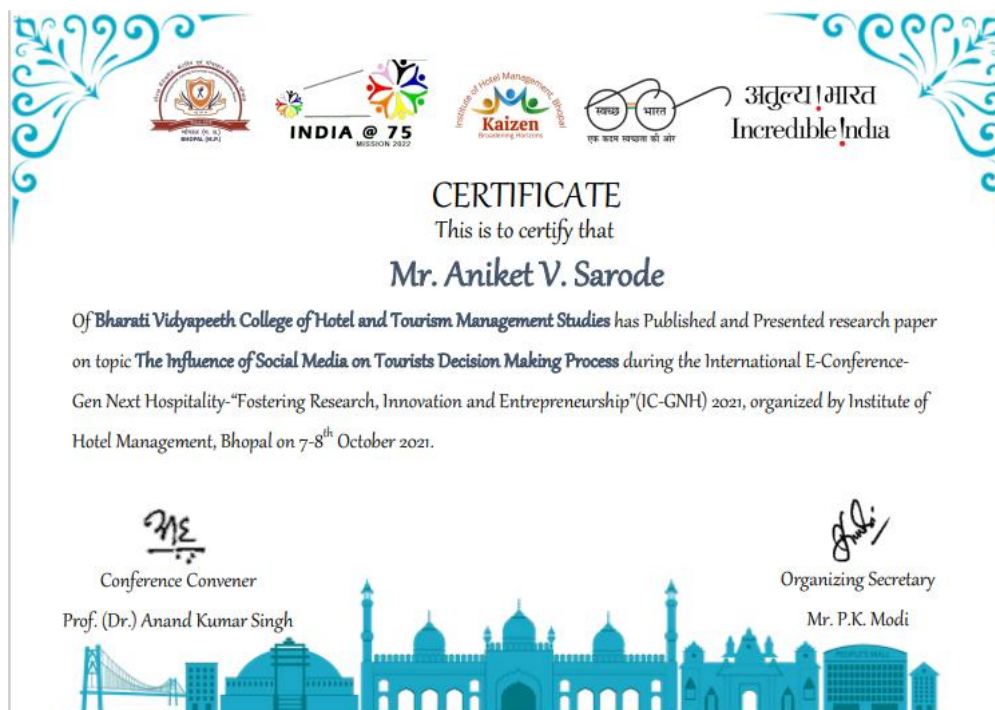 भोपाल (म. प्र.)
BHOPAL (M.P.)
INDIA @ 75
MISSION 2022
Institute of Hotel Management, Bhopal
Kaizen
Broadening Horizons
स्वच्छ भारत
एक कदम स्वच्छता की ओर
अतुल्य!भारत
Incredible!ndia
CERTIFICATE
This is to certify that
Mr. Aniket V. Sarode
Of Bharati Vidyapeeth College of Hotel and Tourism Management Studies has Published and Presented research paper
on topic The Influence of Social Media on Tourists Decision Making Process during the International E-Conference-
Gen Next Hospitality-“Fostering Research, Innovation and Entrepreneurship”(IC-GNH) 2021, organized by Institute of
Hotel Management, Bhopal on 7-8th October 2021.
Conference Convener
Prof. (Dr.) Anand Kumar Singh
Organizing Secretary
Mr. P.K. Modi
PEOPLE'S MALL